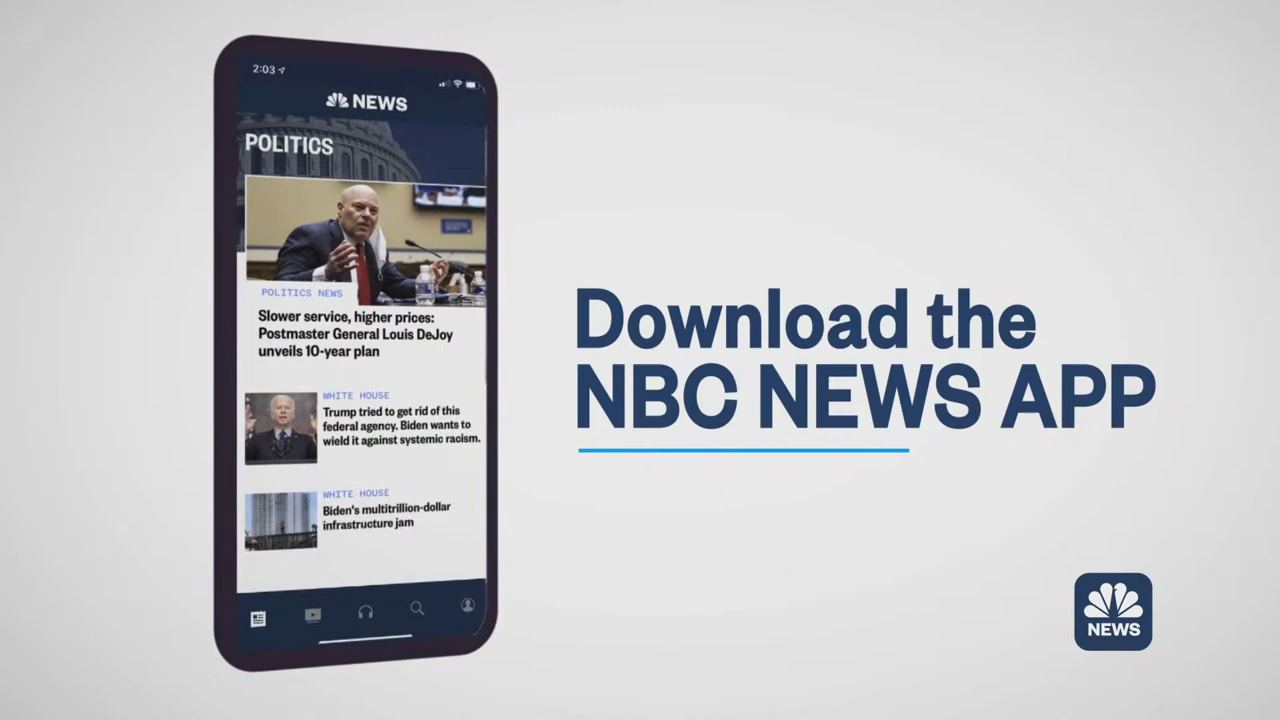 2:03
NEWS
POLITICS
POLITICS NEWS
Slower service, higher prices:
Postmaster General Louis DeJoy
unveils 10-year plan
WHITE HOUSE
Trump tried to get rid of this
federal agency. Biden wants to
wield it against systemic racism.
WHITE HOUSE
Biden's multitrillion-dollar
infrastructure jam
Download the
NBC NEWS APP
NEWS